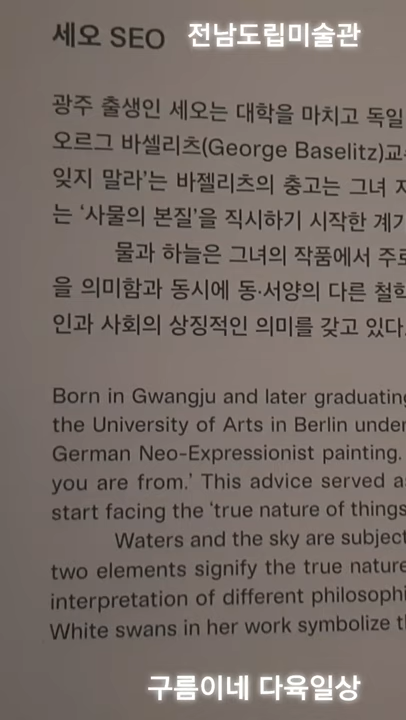 세오 SEO
전남도립미술관
광주 출생인 세오는 대학을 마치고 독일
오르그 바셀리츠(George Baselitz)교
잊지 말라'는 바젤리츠의 충고는 그녀
는 '사물의 본질'을 직시하기 시작한 계기
물과 하늘은 그녀의 작품에서 주로
을 의미함과 동시에 동·서양의 다른 철학
인과 사회의 상징적인 의미를 갖고 있다.
Born in Gwangju and later graduating
the University of Arts in Berlin under
German Neo-Expressionist painting.
you are from.' This advice served a
start facing the 'true nature of things
Waters and the sky are subject
two elements signify the true nature
interpretation of different philosophi
White swans in her work symbolize t
구름이네 다육일상